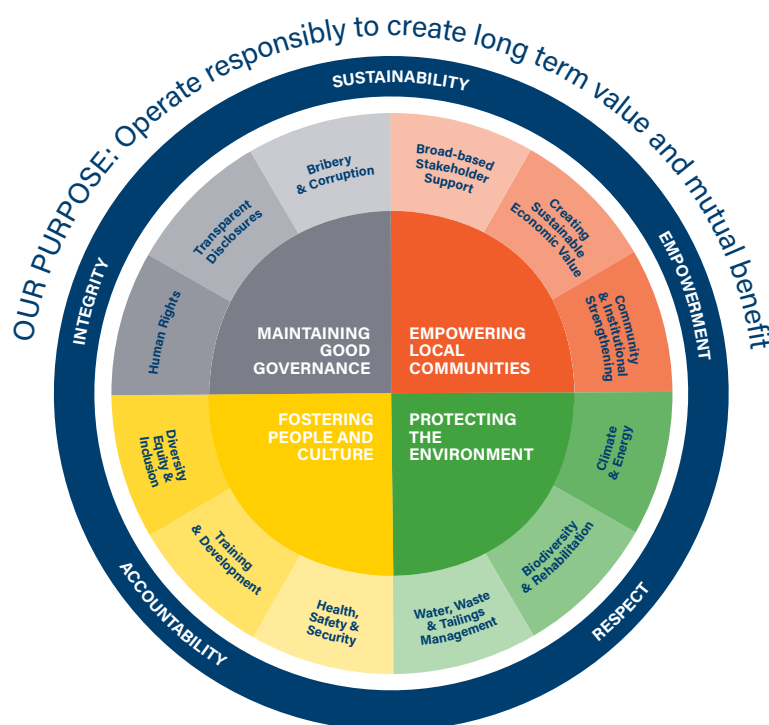 OUR PURPOSE: Operate responsibly to create long term value and mutual benefit
SUSTAINABILITY
EMPOWERMENT
RESPECT
ACCOUNTABILITY
INTEGRITY
Bribery
& Corruption
Transparent
Disclosures
Human Rights
MAINTAINING
GOOD
GOVERNANCE
Broad-based
Stakeholder
Support
Creating
Sustainable
Economic Value
Community
& Institutional
Strengthening
EMPOWERING
LOCAL
COMMUNITIES
FOSTERING
PEOPLE AND
CULTURE
Diversity
Equity &
Inclusion
Training
& Development
Health,
Safety &
Security
PROTECTING
THE
ENVIRONMENT
Climate
& Energy
Biodiversity
& Rehabilitation
Water, Waste
& Tailings
Management